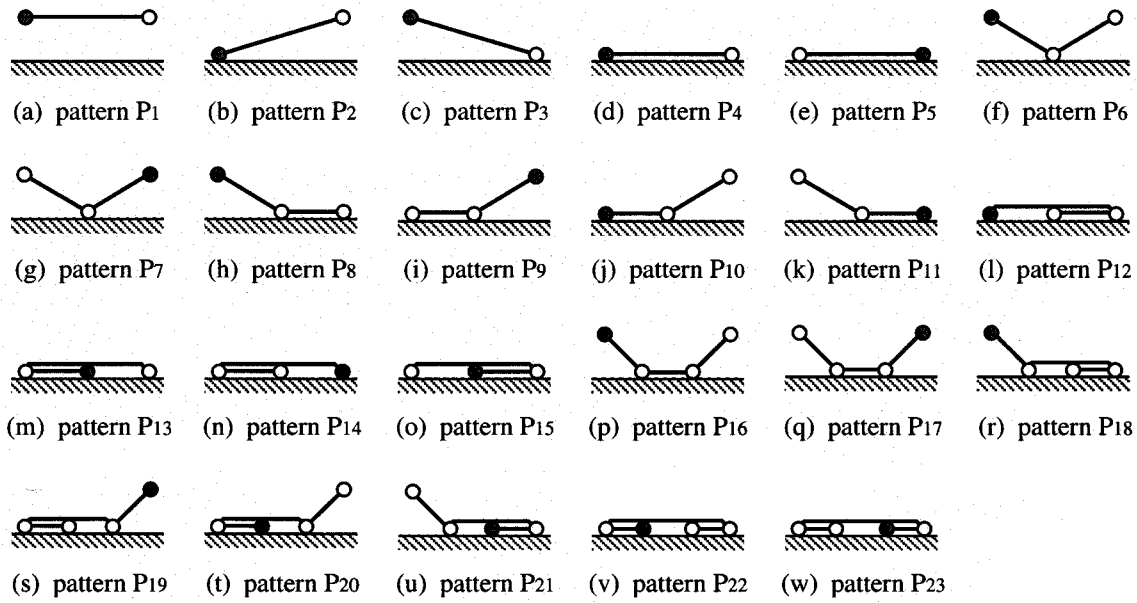 (a) pattern P1 (b) pattern P2 (c) pattern P3 (d) pattern P4 (e) pattern P5 (f) pattern P6
(g) pattern P7 (h) pattern P8 (i) pattern P9 (j) pattern P10 (k) pattern P11 (l) pattern P12
(m) pattern P13 (n) pattern P14 (o) pattern P15 (p) pattern P16 (q) pattern P17 (r) pattern P18
(s) pattern P19 (t) pattern P20 (u) pattern P21 (v) pattern P22 (w) pattern P23